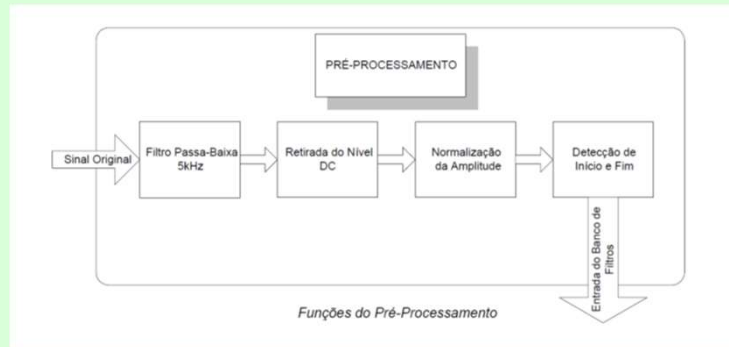 PRÉ-PROCESSAMENTO
Sinal Original
Filtro Passa-Baixa
5kHz
Retirada do Nível
DC
Normalização
da Amplitude
Detecção de
Início e Fim
Entrada do Banco de
Filtros
Funções do Pré-Processamento